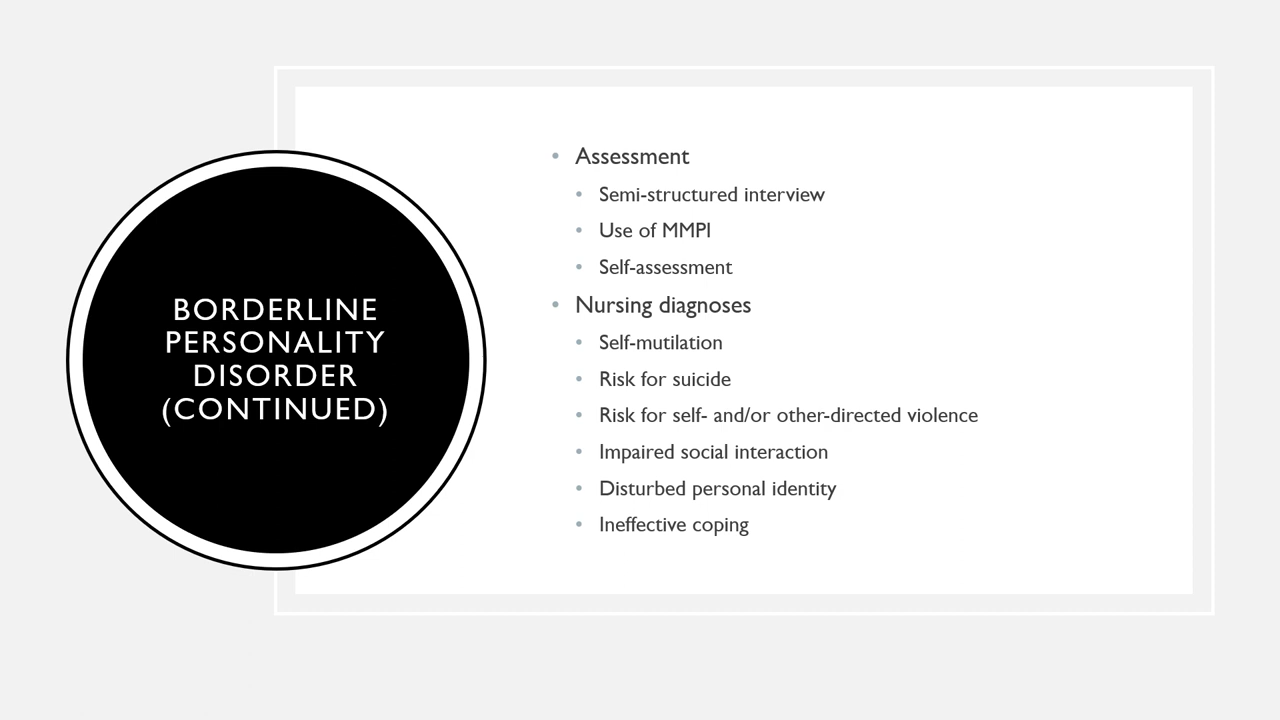 BORDERLINE
PERSONALITY
DISORDER
(CONTINUED)
• Assessment
• Semi-structured interview
• Use of MMPI
• Self-assessment
• Nursing diagnoses
• Self-mutilation
• Risk for suicide
• Risk for self- and/or other-directed violence
• Impaired social interaction
• Disturbed personal identity
• Ineffective coping